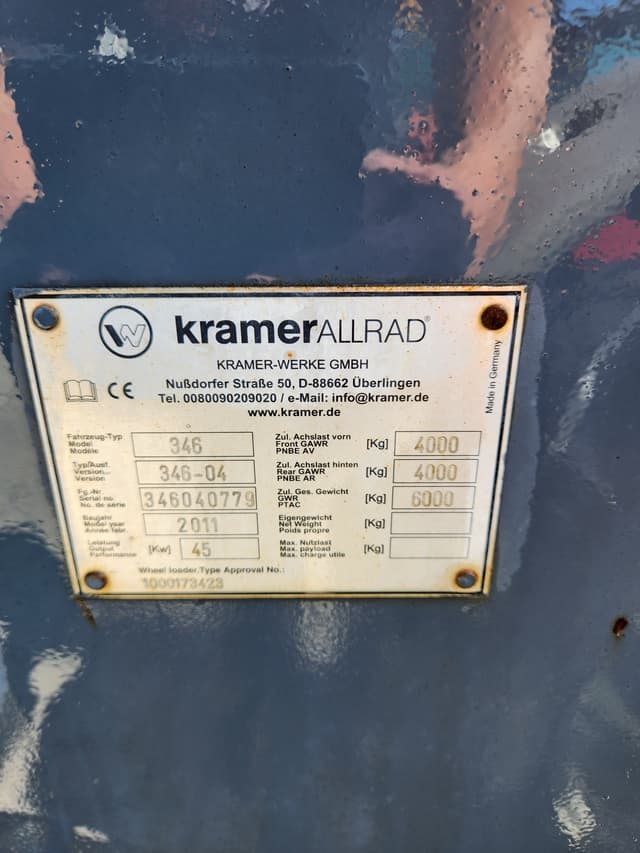 kramerALLRAD®
KRAMER-WERKE GMBH
Nußdorfer Straße 50, D-88662 Überlingen
Tel. 0080090209020 / e-Mail: info@kramer.de
www.kramer.de
Made in Germany
CE
Fahrzeug-Typ
Model
Modèle
346
Zul. Achslast vorn
Front GAWR
PNBE AV
[Kg]
4000
Typ/Ausf.
Version
Version
346-04
Zul. Achslast hinten
Rear GAWR
PNBE AR
[Kg]
4000
Fg.-Nr.
Serial no.
No. de série
346040779
Zul. Ges. Gewicht
GWR
PTAC
[Kg]
6000
Baujahr
Model year
Année fabr.
2011
Eigengewicht
Net Weight
Poids propre
[Kg]
Leistung
Output
Performance
[Kw]
45
Max. Nutzlast
Max. payload
Max. charge utile
[Kg]
Wheel loader.Type Approval No.:
1000173423